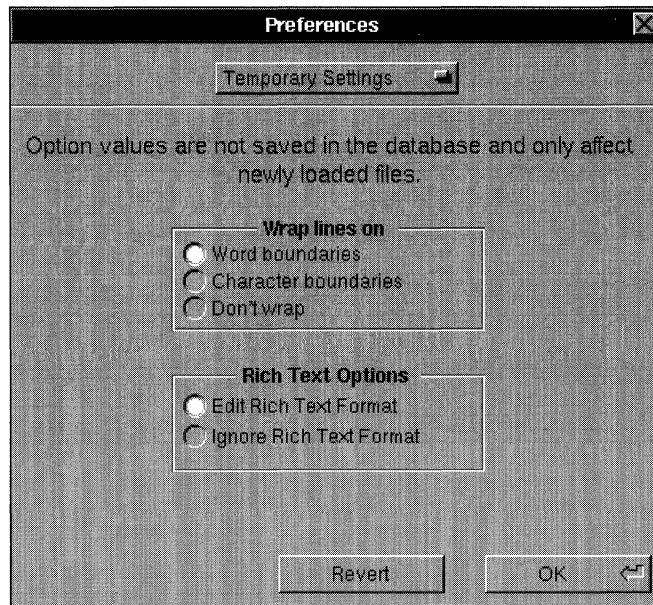 Preferences
Temporary Settings
Option values are not saved in the database and only affect
newly loaded files.
Wrap lines on
Word boundaries
Character boundaries
Don't wrap
Rich Text Options
Edit Rich Text Format
Ignore Rich Text Format
Revert
OK